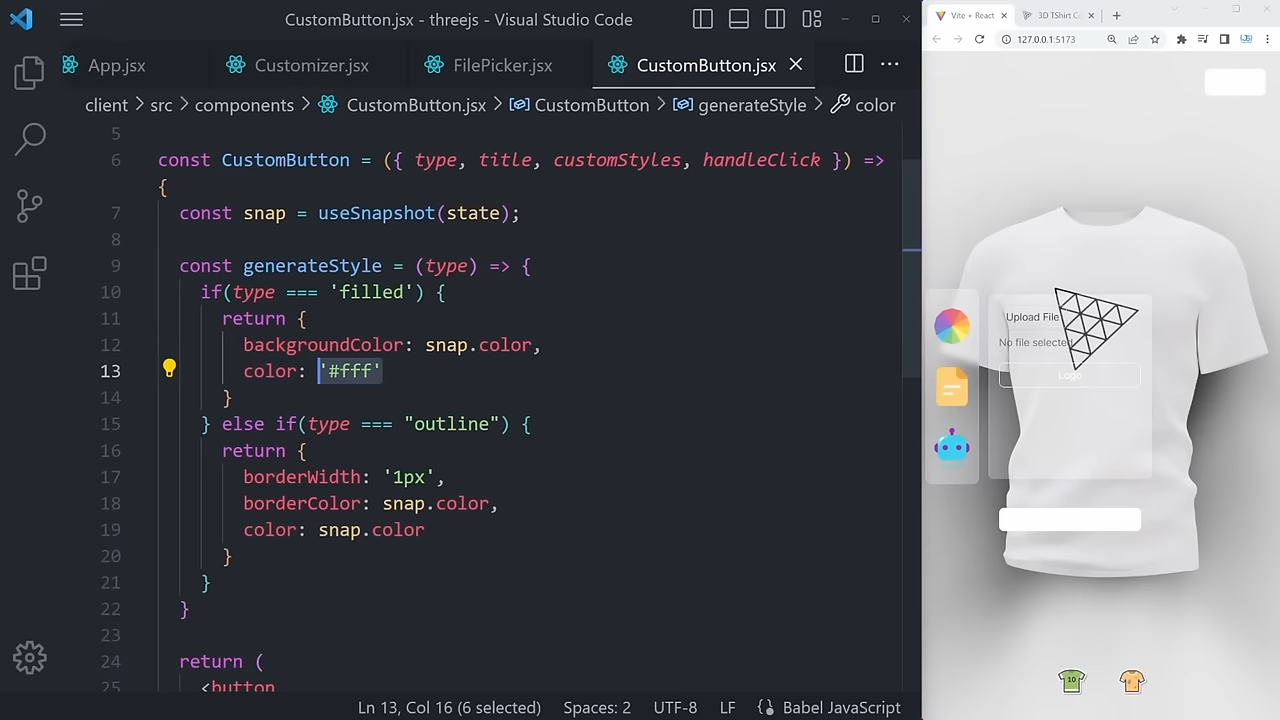 CustomButton.jsx - threejs - Visual Studio Code
App.jsx
Customizer.jsx
FilePicker.jsx
CustomButton.jsx
client > src > components > CustomButton.jsx > CustomButton > generateStyle > color
5
6 const CustomButton = ({ type, title, customStyles, handleClick }) =>
{
7 const snap = useSnapshot(state);
8
9 const generateStyle = (type) => {
10 if(type === 'filled') {
11 return {
12 backgroundColor: snap.color,
13 color: '#fff'
14 }
15 } else if(type === "outline") {
16 return {
17 borderWidth: '1px',
18 borderColor: snap.color,
19 color: snap.color
20 }
21 }
22 }
23
24 return (
25 <button
Ln 13, Col 16 (6 selected) Spaces: 2 UTF-8 LF {} Babel JavaScript
Vite + React
3D TShirt C
127.0.0.1:5173
Upload File
No file selected
Logo
10